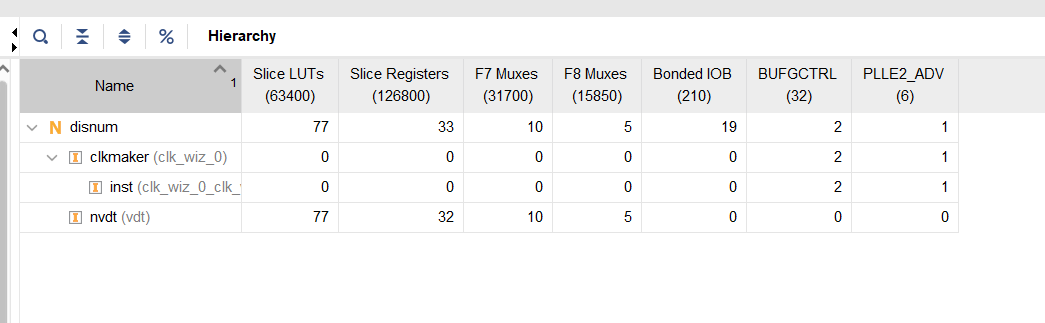 Hierarchy
Name 1 Slice LUTs (63400) Slice Registers (126800) F7 Muxes (31700) F8 Muxes (15850) Bonded IOB (210) BUFGCTRL (32) PLLE2_ADV (6)
N disnum 77 33 10 5 19 2 1
I clkmaker (clk_wiz_0) 0 0 0 0 0 2 1
I inst (clk_wiz_0_clk_ 0 0 0 0 0 2 1
I nvdt (vdt) 77 32 10 5 0 0 0